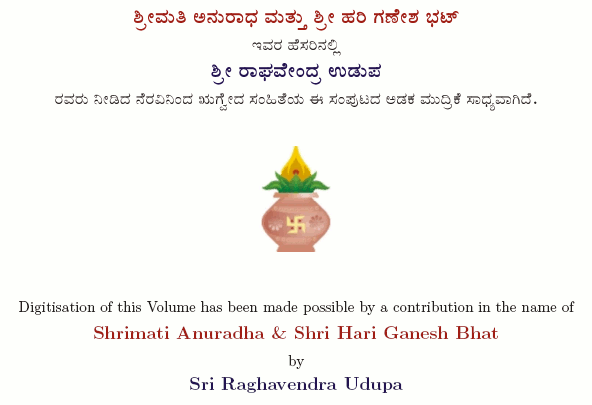 ಶ್ರೀಮತಿ ಅನುರಾಧ ಮತ್ತು ಶ್ರೀ ಹರಿ ಗಣೇಶ ಭಟ್
ಇವರ ಹೆಸರಿನಲ್ಲಿ
ಶ್ರೀ ರಾಘವೇಂದ್ರ ಉಡುಪ
ರವರು ನೀಡಿದ ನೆರವಿನಿಂದ ಋಗ್ವೇದ ಸಂಹಿತೆಯ ಈ ಸಂಪುಟದ ಅಡಕ ಮುದ್ರಿಕೆ ಸಾಧ್ಯವಾಗಿದೆ.
Digitisation of this Volume has been made possible by a contribution in the name of
Shrimati Anuradha & Shri Hari Ganesh Bhat
by
Sri Raghavendra Udupa